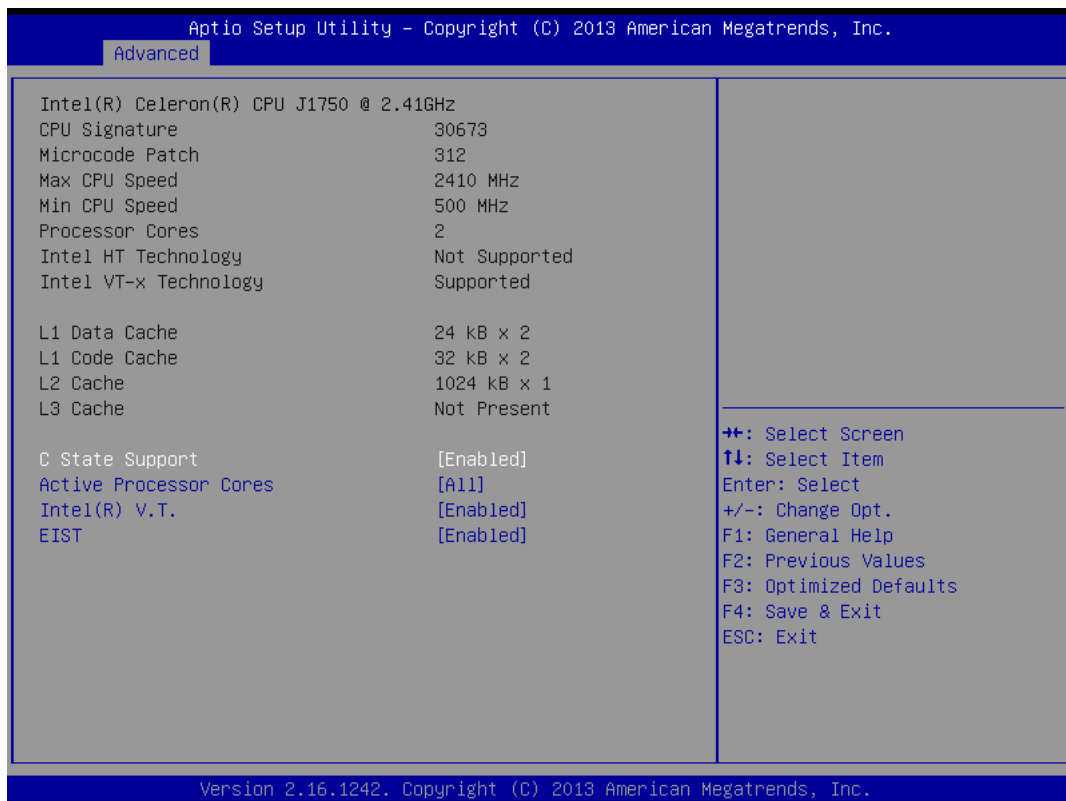 Aptio Setup Utility – Copyright (C) 2013 American Megatrends, Inc.
Advanced
Intel(R) Celeron(R) CPU J1750 @ 2.41GHz
CPU Signature 30673
Microcode Patch 312
Max CPU Speed 2410 MHz
Min CPU Speed 500 MHz
Processor Cores 2
Intel HT Technology Not Supported
Intel VT-x Technology Supported
L1 Data Cache 24 kB x 2
L1 Code Cache 32 kB x 2
L2 Cache 1024 kB x 1
L3 Cache Not Present
C State Support [Enabled]
Active Processor Cores [All]
Intel(R) V.T. [Enabled]
EIST [Enabled]
→←: Select Screen
↑↓: Select Item
Enter: Select
+/-: Change Opt.
F1: General Help
F2: Previous Values
F3: Optimized Defaults
F4: Save & Exit
ESC: Exit
Version 2.16.1242. Copyright (C) 2013 American Megatrends, Inc.